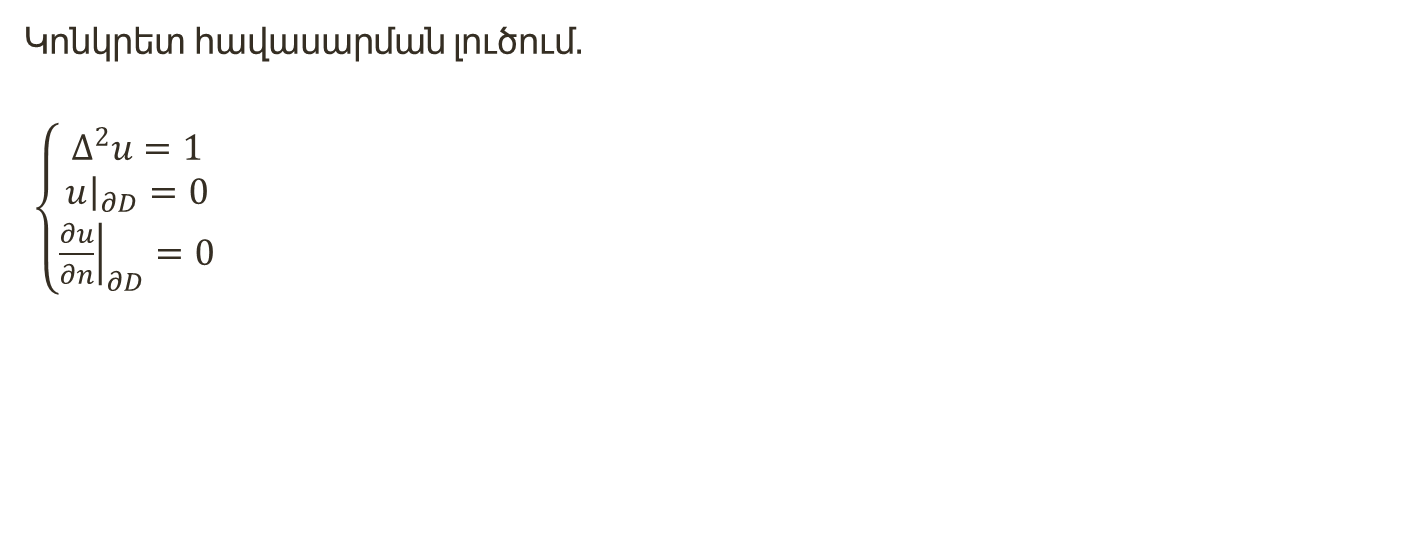 Կոնկրետ հավասարման լուծում.
Δ²u = 1
u|∂D = 0
∂u/∂n|∂D = 0